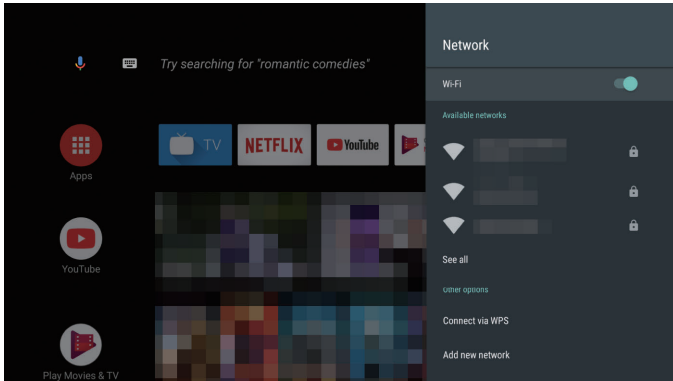 Try searching for "romantic comedies"
Apps
TV
NETFLIX
YouTube
YouTube
Play Movies & TV
Network
Wi-Fi
Available networks
See all
Other options
Connect via WPS
Add new network